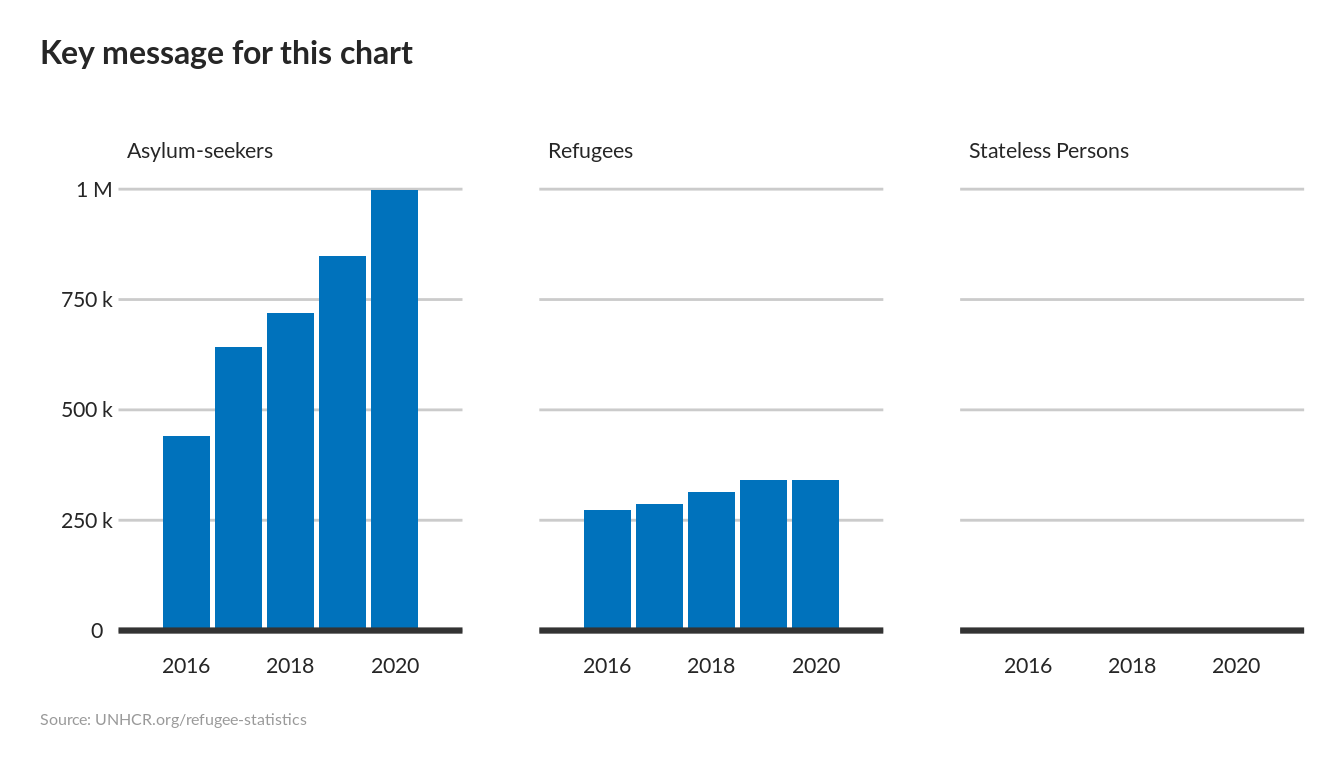 Key message for this chart
Asylum-seekers
Refugees
Stateless Persons
1 M
750 k
500 k
250 k
0
2016 2018 2020
2016 2018 2020
2016 2018 2020
Source: UNHCR.org/refugee-statistics